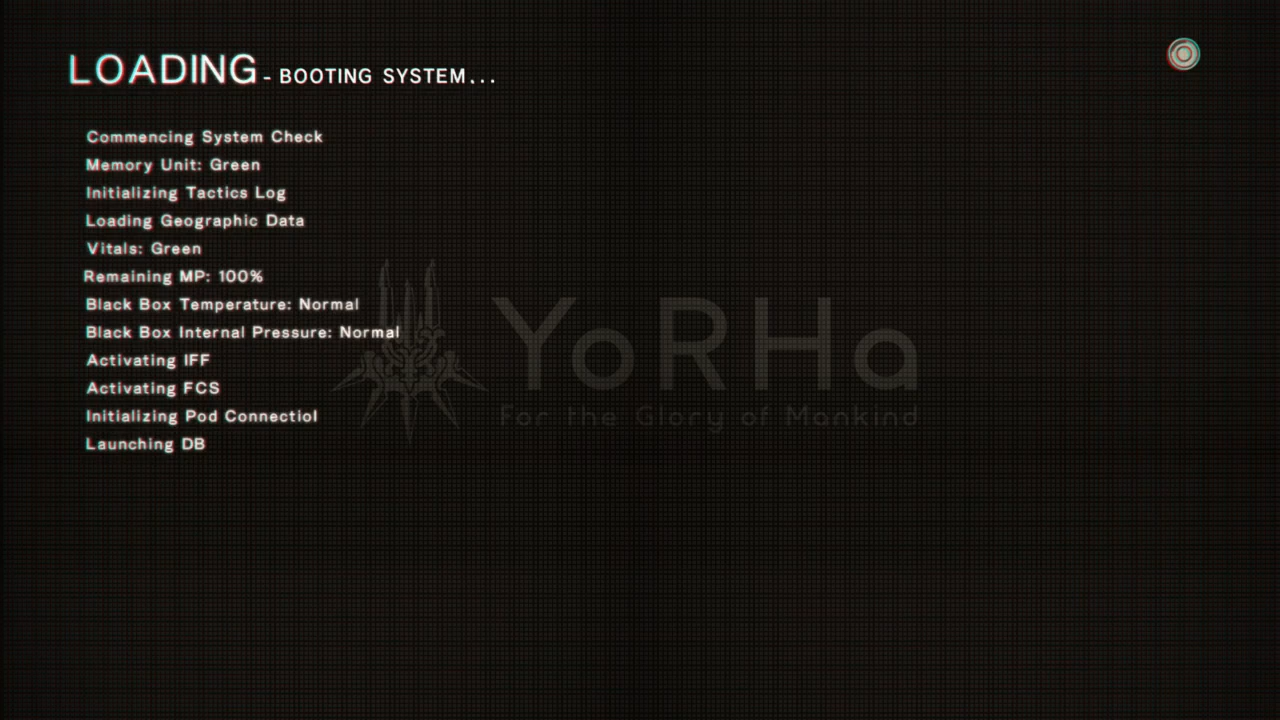 LOADING - BOOTING SYSTEM...
Commencing System Check
Memory Unit: Green
Initializing Tactics Log
Loading Geographic Data
Vitals: Green
Remaining MP: 100%
Black Box Temperature: Normal
Black Box Internal Pressure: Normal
Activating IFF
Activating FCS
Initializing Pod Connectiol
Launching DB
YoRHa
For the Glory of Mankind